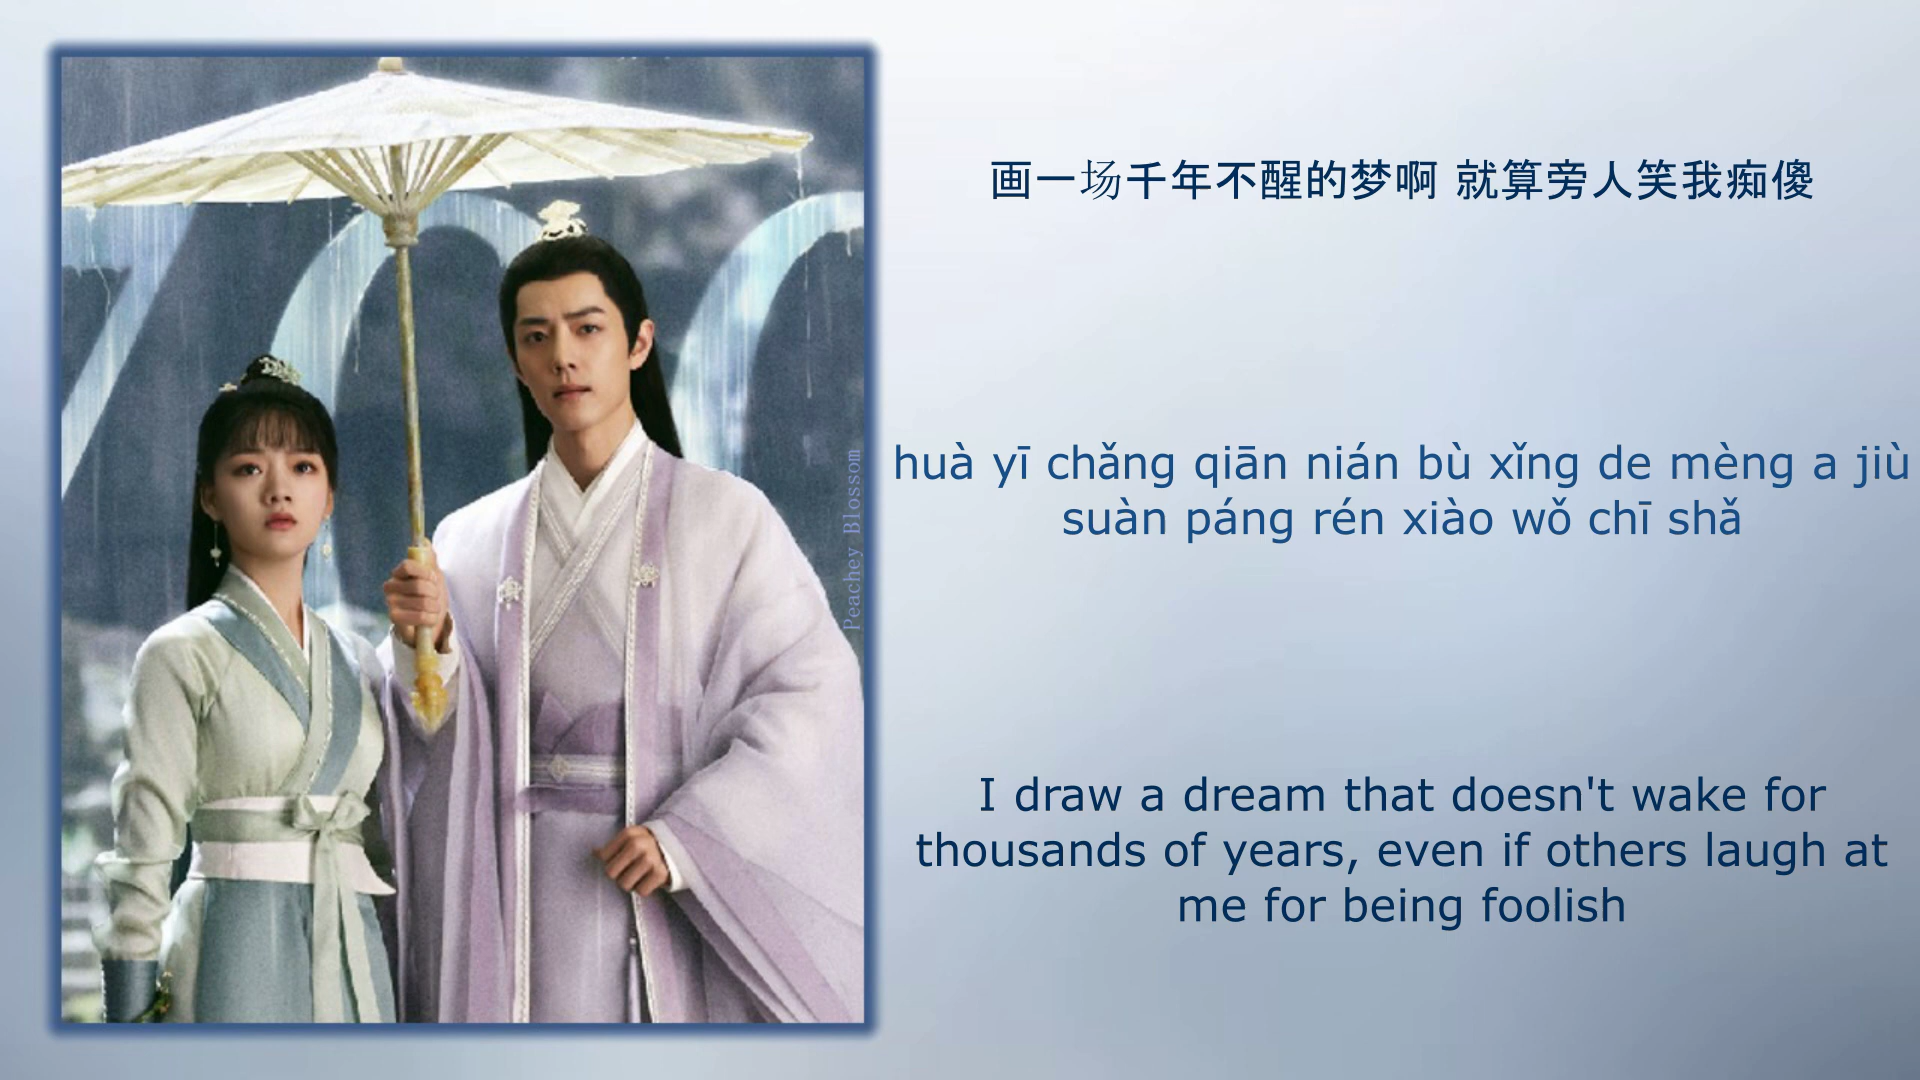 画一场千年不醒的梦啊 就算旁人笑我痴傻
huà yī chǎng qiān nián bù xǐng de mèng a jiù
suàn páng rén xiào wǒ chī shǎ
I draw a dream that doesn't wake for
thousands of years, even if others laugh at
me for being foolish
Peachey Blossom